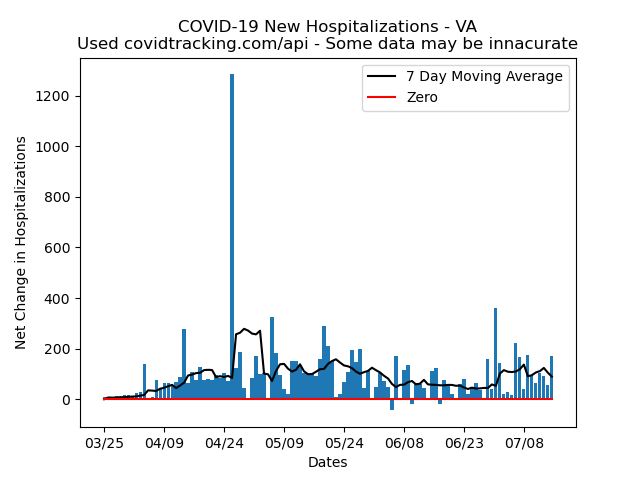 COVID-19 New Hospitalizations - VA
Used covidtracking.com/api - Some data may be innacurate
7 Day Moving Average
Zero
Net Change in Hospitalizations
1200
1000
800
600
400
200
0
03/25 04/09 04/24 05/09 05/24 06/08 06/23 07/08
Dates